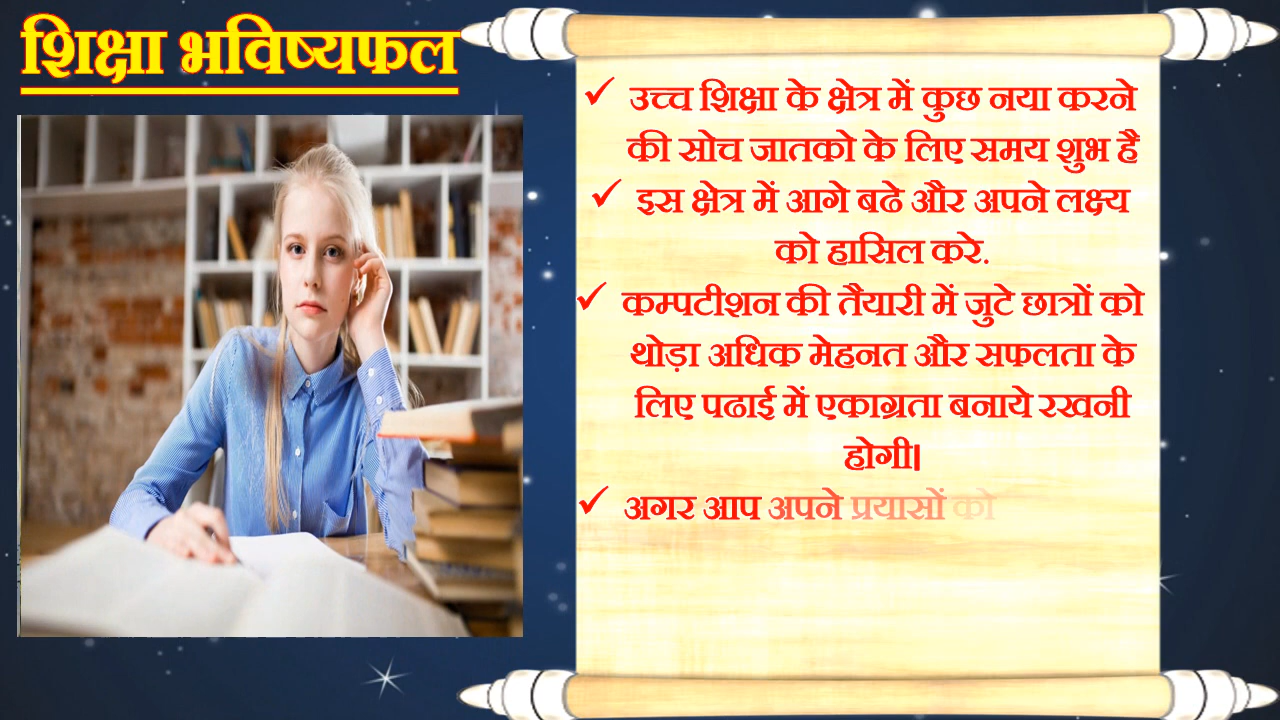 शिक्षा भविष्यफल
✓ उच्च शिक्षा के क्षेत्र में कुछ नया करने
की सोच जातको के लिए समय शुभ है
✓ इस क्षेत्र में आगे बढे और अपने लक्ष्य
को हासिल करे.
✓ कम्पटीशन की तैयारी में जुटे छात्रों को
थोड़ा अधिक मेहनत और सफलता के
लिए पढाई में एकाग्रता बनाये रखनी
होगी।
✓ अगर आप अपने प्रयासों को